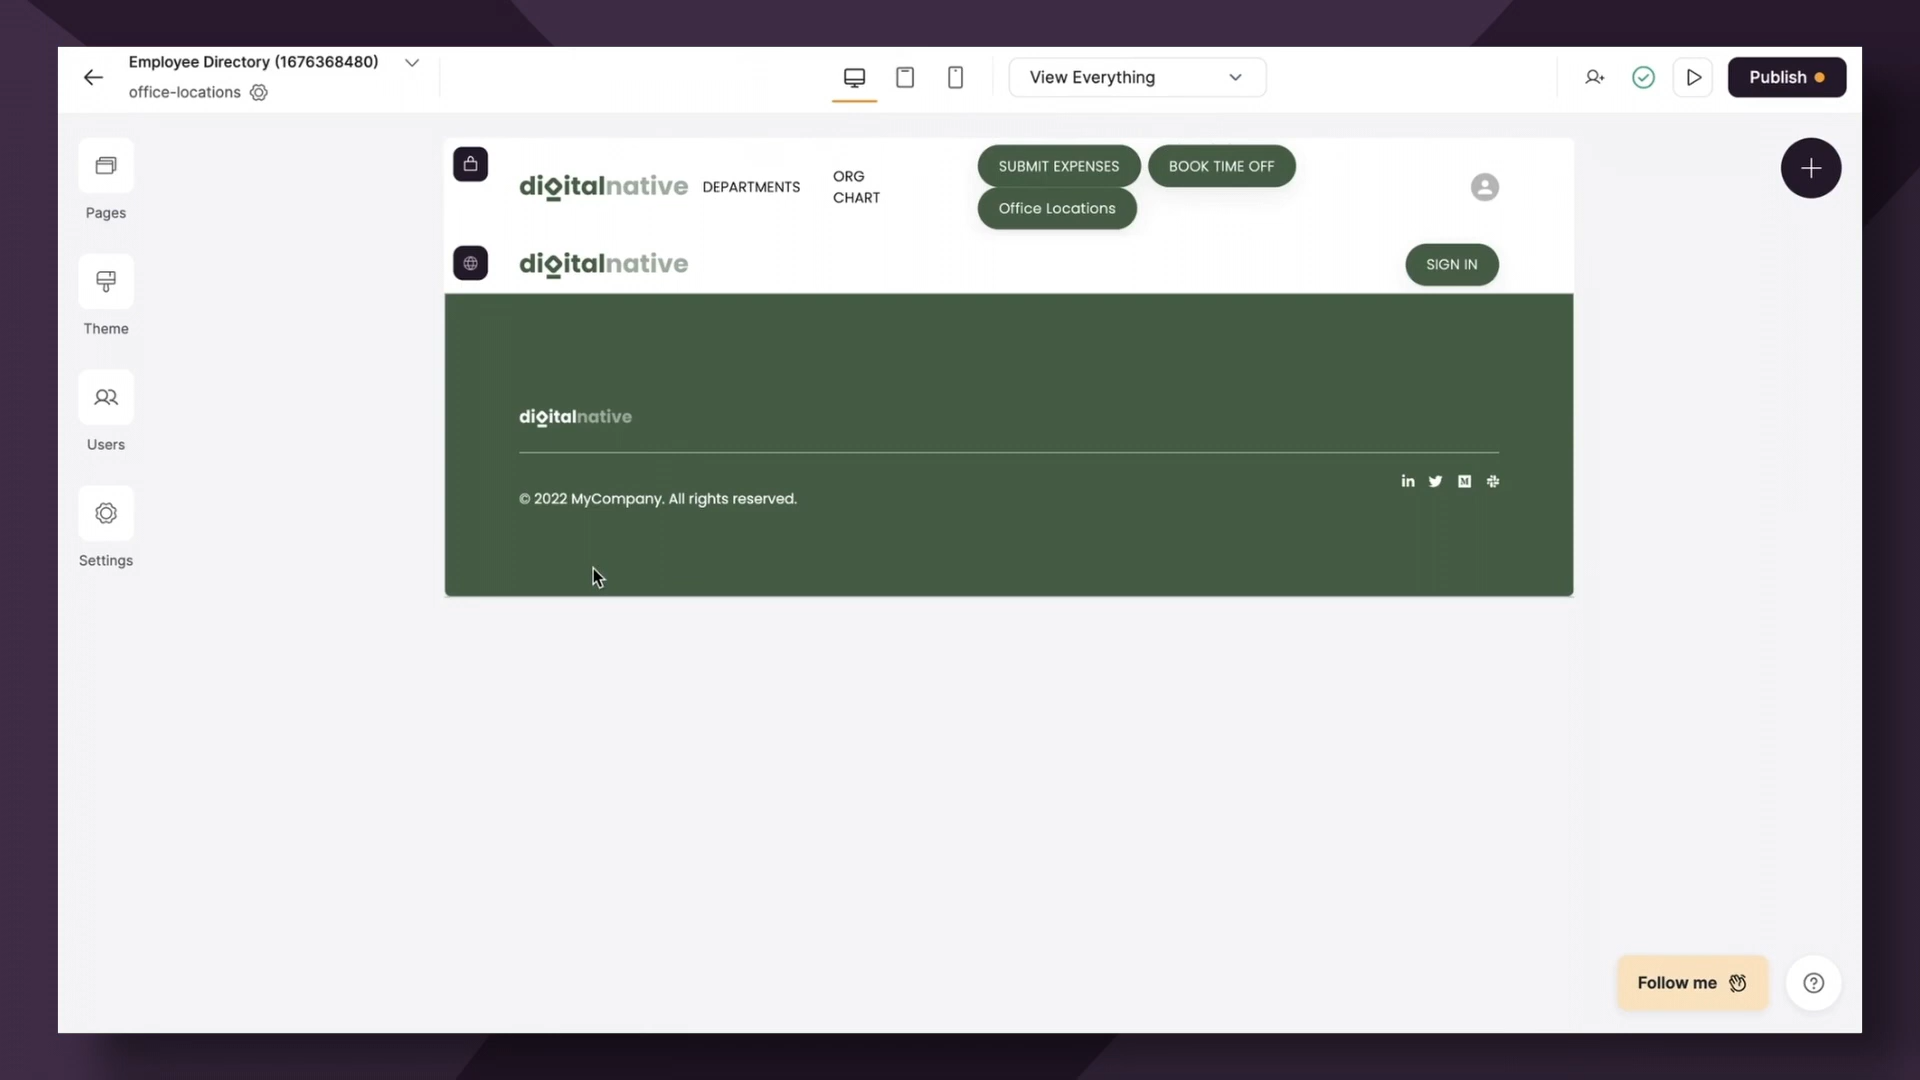 Employee Directory (1676368480)
office-locations
View Everything
Publish
Pages
Theme
Users
Settings
digitalnative
DEPARTMENTS
ORG
CHART
SUBMIT EXPENSES
BOOK TIME OFF
Office Locations
digitalnative
SIGN IN
digitalnative
© 2022 MyCompany. All rights reserved.
Follow me